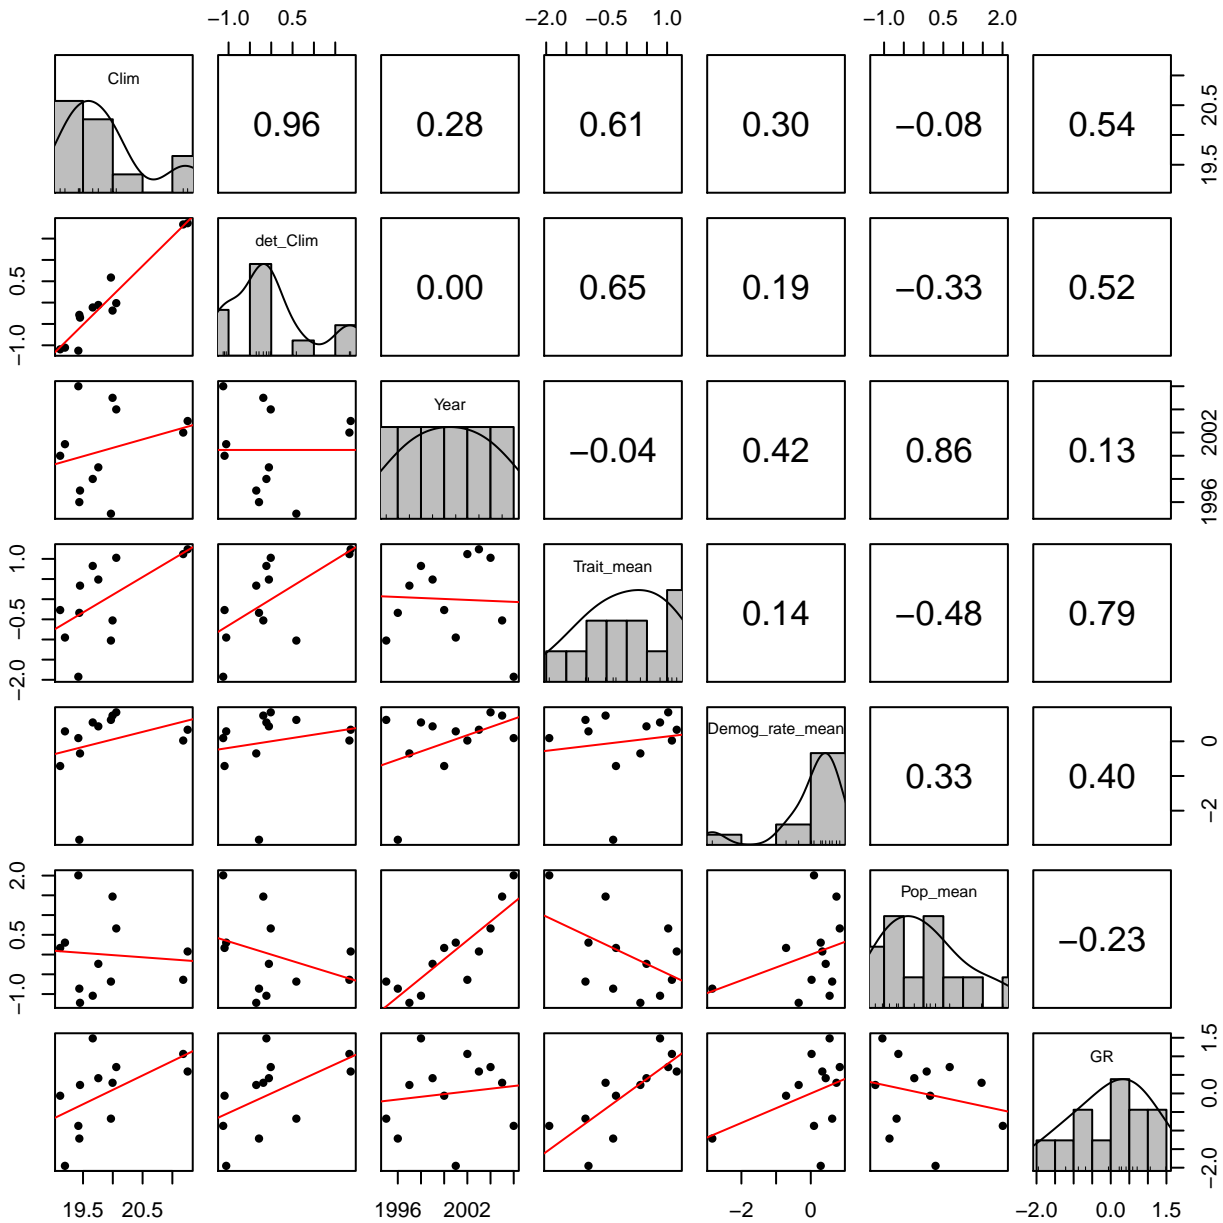 −1.0 0.5 −2.0 −0.5 1.0 −1.0 0.5 2.0
Clim 0.96 0.28 0.61 0.30 −0.08 0.54 19.5 20.5
−1.0 0.5 det_Clim 0.00 0.65 0.19 −0.33 0.52
Year −0.04 0.42 0.86 0.13 1996 2002
−2.0 −0.5 1.0 Trait_mean 0.14 −0.48 0.79
Demog_rate_mean 0.33 0.40 −2 0
−1.0 0.5 2.0 Pop_mean −0.23
GR −2.0 0.0 1.5
19.5 20.5 1996 2002 −2 0 −2.0 0.0 1.5